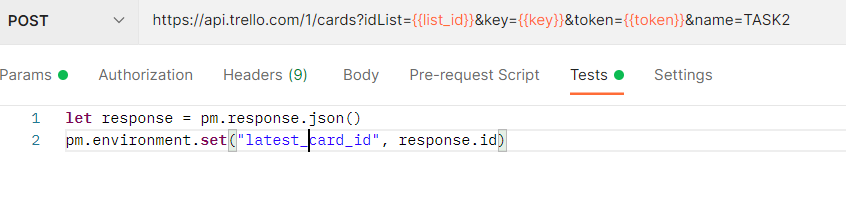 POST https://api.trello.com/1/cards?idList={{list_id}}&key={{key}}&token={{token}}&name=TASK2
Params Authorization Headers (9) Body Pre-request Script Tests Settings
1 let response = pm.response.json()
2 pm.environment.set("latest_card_id", response.id)